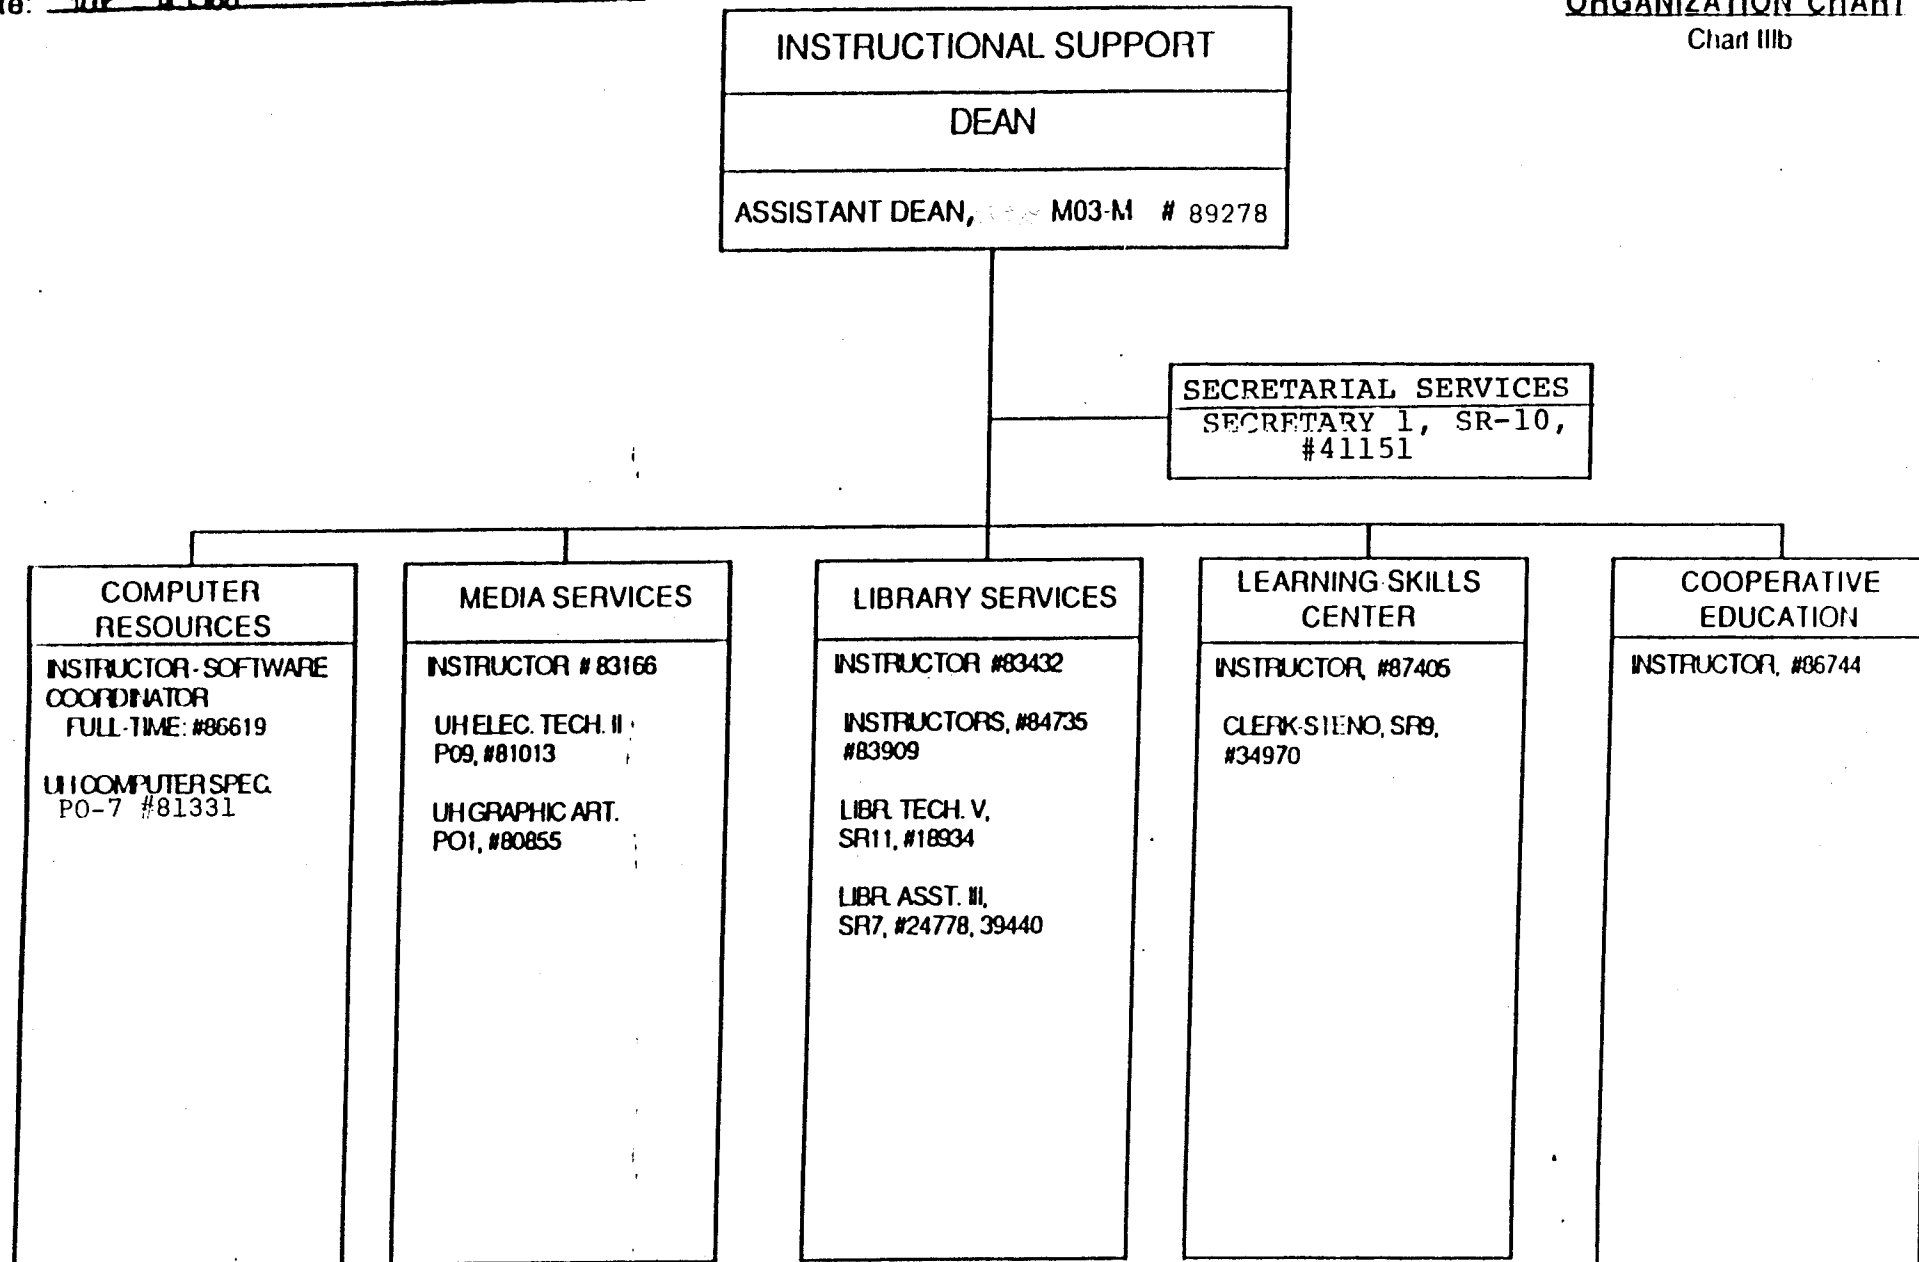 ORGANIZATION CHART
Chart IIIb
INSTRUCTIONAL SUPPORT
DEAN
ASSISTANT DEAN, M03-M # 89278
SECRETARIAL SERVICES
SECRETARY 1, SR-10,
#41151
COMPUTER
RESOURCES
INSTRUCTOR - SOFTWARE
COORDINATOR
FULL-TIME: #86619
UH COMPUTER SPEC.
PO-7 #81331
MEDIA SERVICES
INSTRUCTOR # 83166
UH ELEC. TECH. II
P09, #81013
UH GRAPHIC ART.
PO1, #80855
LIBRARY SERVICES
INSTRUCTOR #83432
INSTRUCTORS, #84735
#83909
LIBR. TECH. V,
SR11, #18934
LIBR. ASST. III,
SR7, #24778, 39440
LEARNING SKILLS
CENTER
INSTRUCTOR, #87405
CLERK-STENO, SR9,
#34970
COOPERATIVE
EDUCATION
INSTRUCTOR, #86744